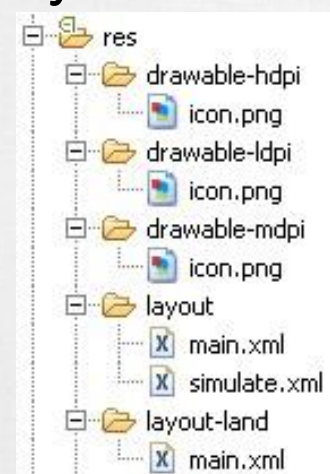 res
drawable-hdpi
icon.png
drawable-ldpi
icon.png
drawable-mdpi
icon.png
layout
main.xml
simulate.xml
layout-land
main.xml